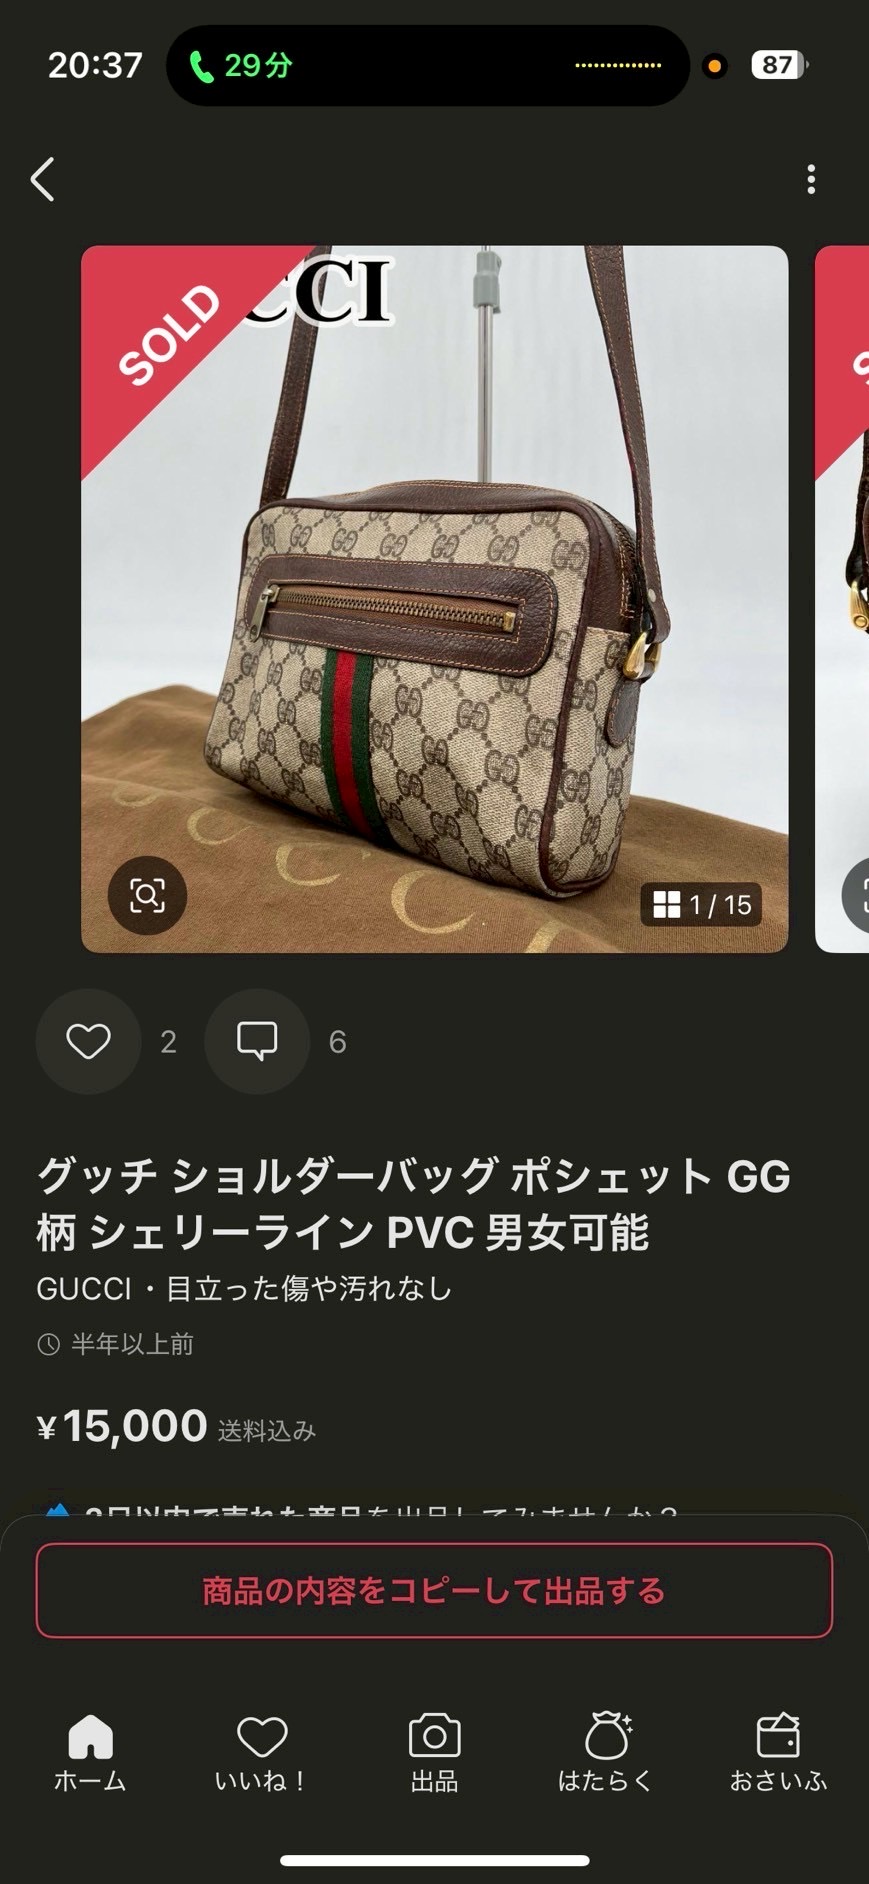 20:37
29分
87
SOLD
CCI
1 / 15
2
6
グッチ ショルダーバッグ ポシェット GG
柄 シェリーライン PVC 男女可能
GUCCI・目立った傷や汚れなし
半年以上前
¥15,000 送料込み
商品の内容をコピーして出品する
ホーム
いいね！
出品
はたらく
おさいふ